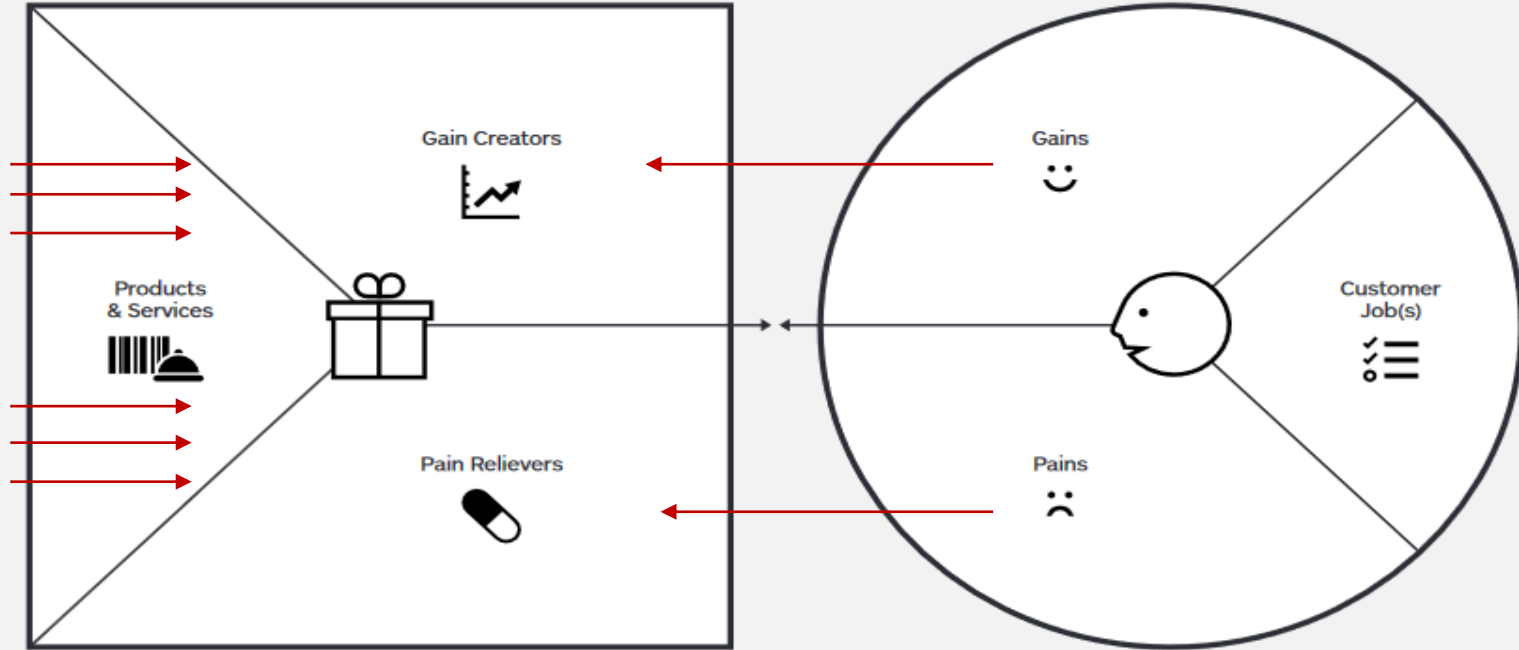 Gain Creators
Gains
Products
& Services
Customer
Job(s)
Pain Relievers
Pains